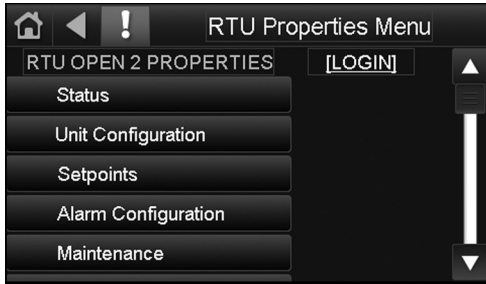 ! RTU Properties Menu
RTU OPEN 2 PROPERTIES [LOGIN]
Status
Unit Configuration
Setpoints
Alarm Configuration
Maintenance